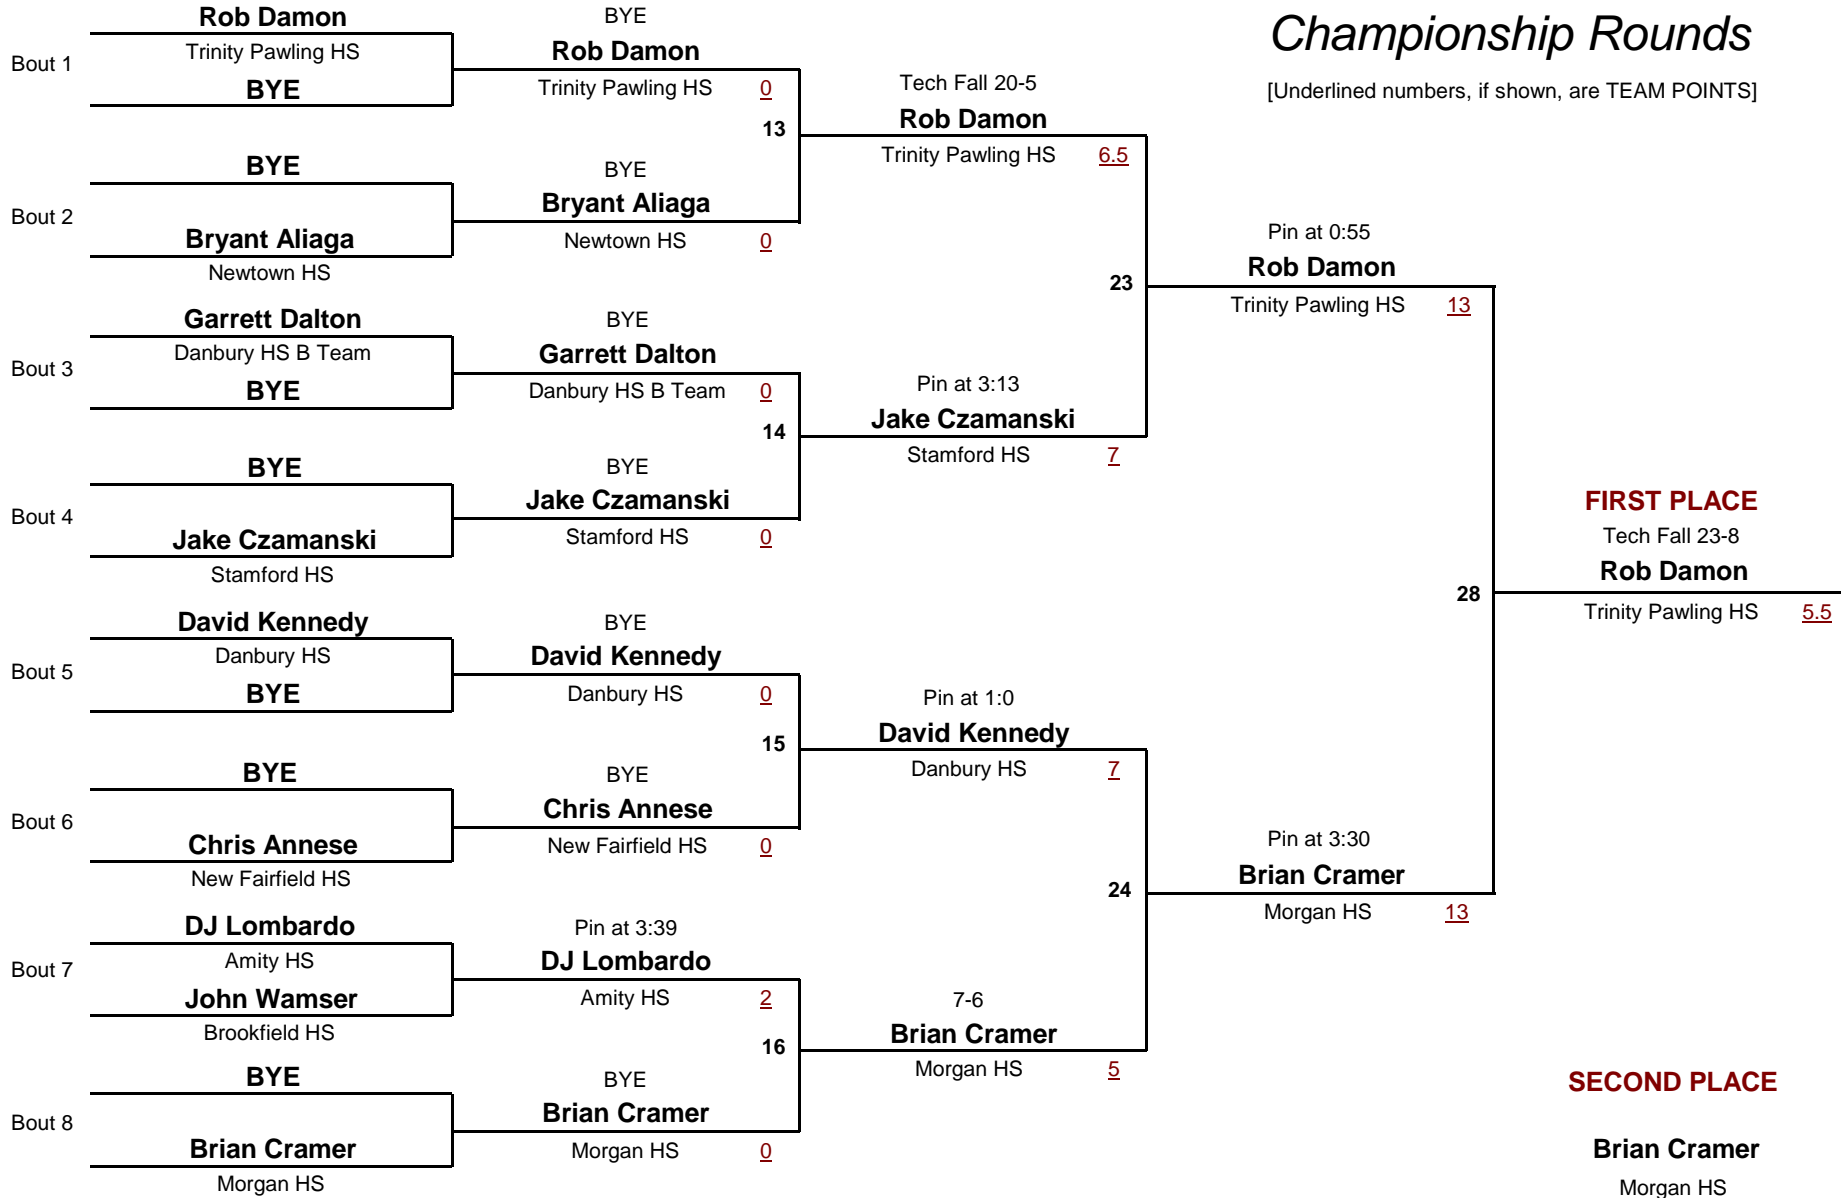 Championship Rounds
[Underlined numbers, if shown, are TEAM POINTS]
Bout 1
Rob Damon
Trinity Pawling HS
BYE
Bout 2
BYE
Bryant Aliaga
Newtown HS
Bout 3
Garrett Dalton
Danbury HS B Team
BYE
Bout 4
BYE
Jake Czamanski
Stamford HS
Bout 5
David Kennedy
Danbury HS
BYE
Bout 6
BYE
Chris Annese
New Fairfield HS
Bout 7
DJ Lombardo
Amity HS
John Wamser
Brookfield HS
Bout 8
BYE
Brian Cramer
Morgan HS
BYE
Rob Damon
Trinity Pawling HS 0
13
BYE
Bryant Aliaga
Newtown HS 0
BYE
Garrett Dalton
Danbury HS B Team 0
14
BYE
Jake Czamanski
Stamford HS 0
BYE
David Kennedy
Danbury HS 0
15
BYE
Chris Annese
New Fairfield HS 0
Pin at 3:39
DJ Lombardo
Amity HS 2
16
BYE
Brian Cramer
Morgan HS 0
Tech Fall 20-5
Rob Damon
Trinity Pawling HS 6.5
23
Pin at 3:13
Jake Czamanski
Stamford HS 7
Pin at 1:0
David Kennedy
Danbury HS 7
24
7-6
Brian Cramer
Morgan HS 5
Pin at 0:55
Rob Damon
Trinity Pawling HS 13
28
Pin at 3:30
Brian Cramer
Morgan HS 13
FIRST PLACE
Tech Fall 23-8
Rob Damon
Trinity Pawling HS 5.5
SECOND PLACE
Brian Cramer
Morgan HS